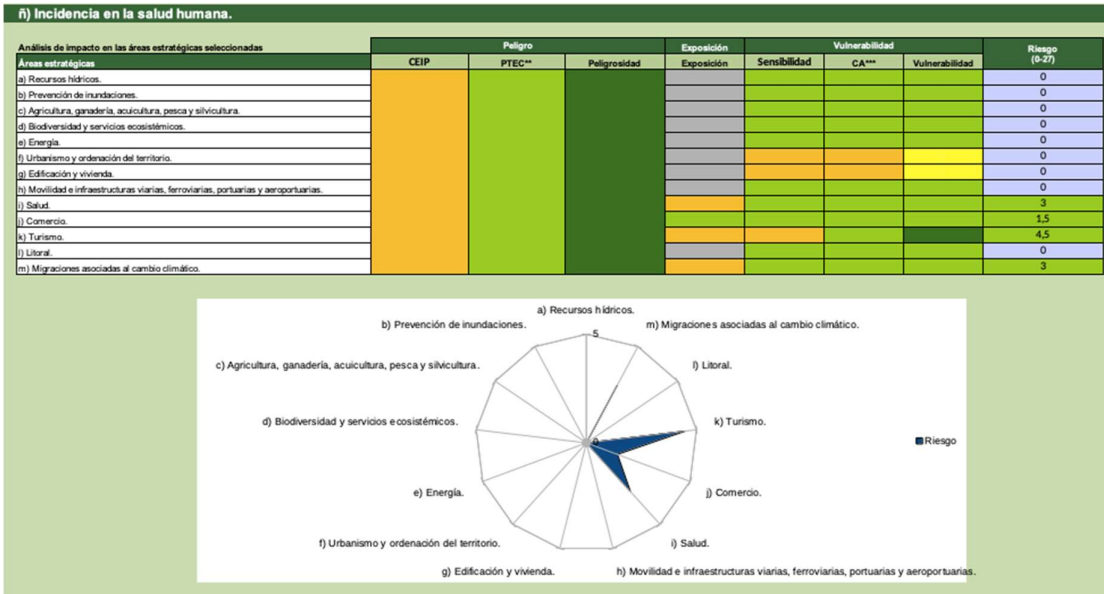 ñ) Incidencia en la salud humana.
Análisis de impacto en las áreas estratégicas seleccionadas Peligro Exposición Vulnerabilidad Riesgo (0-27)
Áreas estratégicas CEIP PTEC** Peligrosidad Exposición Sensibilidad CA*** Vulnerabilidad
a) Recursos hídricos. 0
b) Prevención de inundaciones. 0
c) Agricultura, ganadería, acuicultura, pesca y silvicultura. 0
d) Biodiversidad y servicios ecosistémicos. 0
e) Energía. 0
f) Urbanismo y ordenación del territorio. 0
g) Edificación y vivienda. 0
h) Movilidad e infraestructuras viarias, ferroviarias, portuarias y aeroportuarias. 0
i) Salud. 3
j) Comercio. 1,5
k) Turismo. 4,5
l) Litoral. 0
m) Migraciones asociadas al cambio climático. 3
a) Recursos hídricos.
b) Prevención de inundaciones. 5 m) Migraciones asociadas al cambio climático.
c) Agricultura, ganadería, acuicultura, pesca y silvicultura. l) Litoral.
d) Biodiversidad y servicios ecosistémicos. k) Turismo.
0 Riesgo
e) Energía. j) Comercio.
f) Urbanismo y ordenación del territorio. i) Salud.
g) Edificación y vivienda. h) Movilidad e infraestructuras viarias, ferroviarias, portuarias y aeroportuarias.